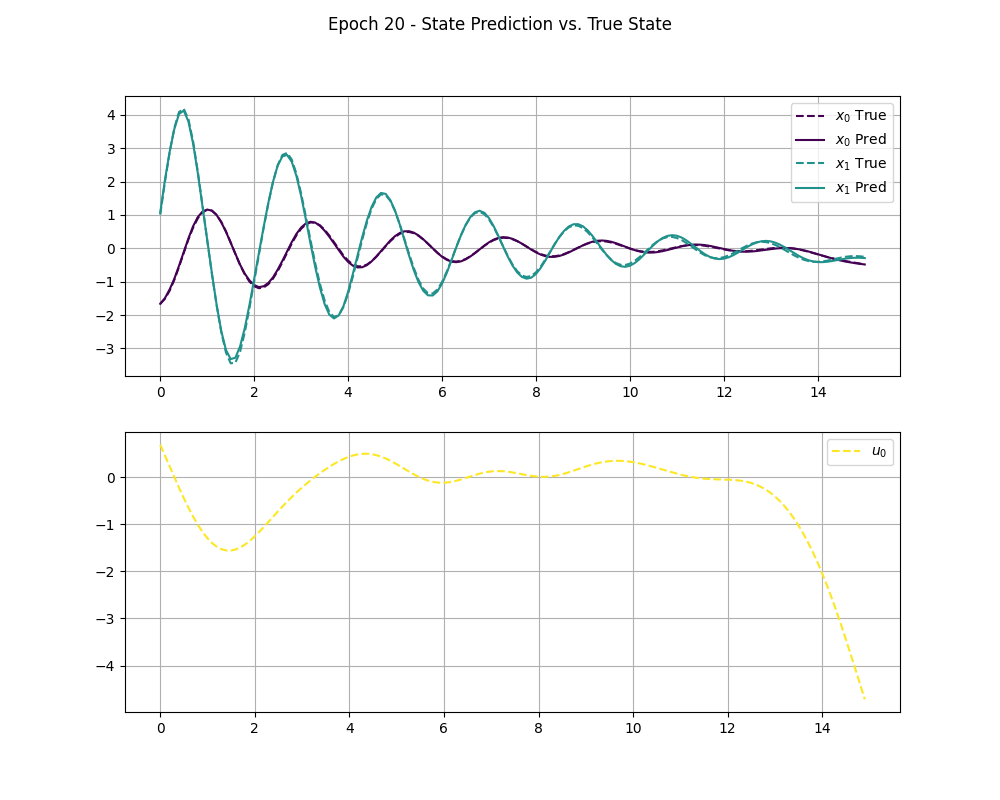 Epoch 20 - State Prediction vs. True State
4
3
2
1
0
−1
−2
−3
x₀ True
x₀ Pred
x₁ True
x₁ Pred
0 2 4 6 8 10 12 14
0
−1
−2
−3
−4
u₀
0 2 4 6 8 10 12 14